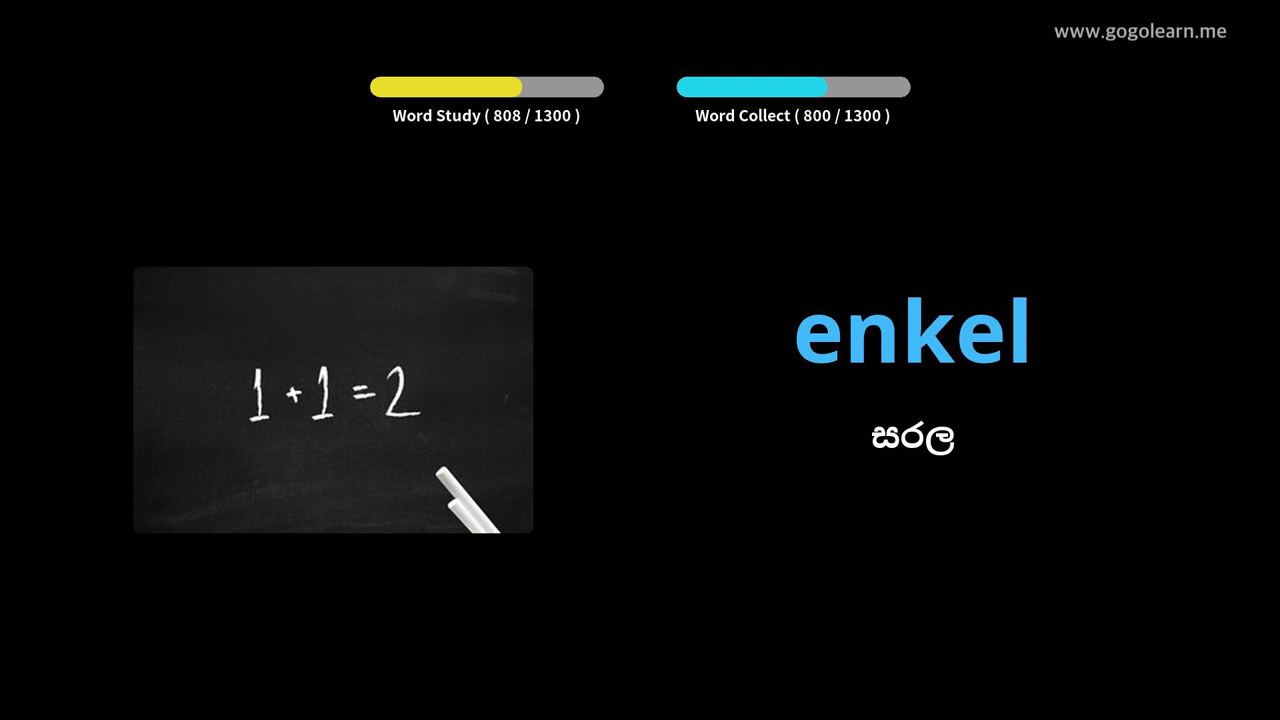 www.gogolearn.me
Word Study ( 808 / 1300 )
Word Collect ( 800 / 1300 )
1 + 1 = 2
enkel
සරල